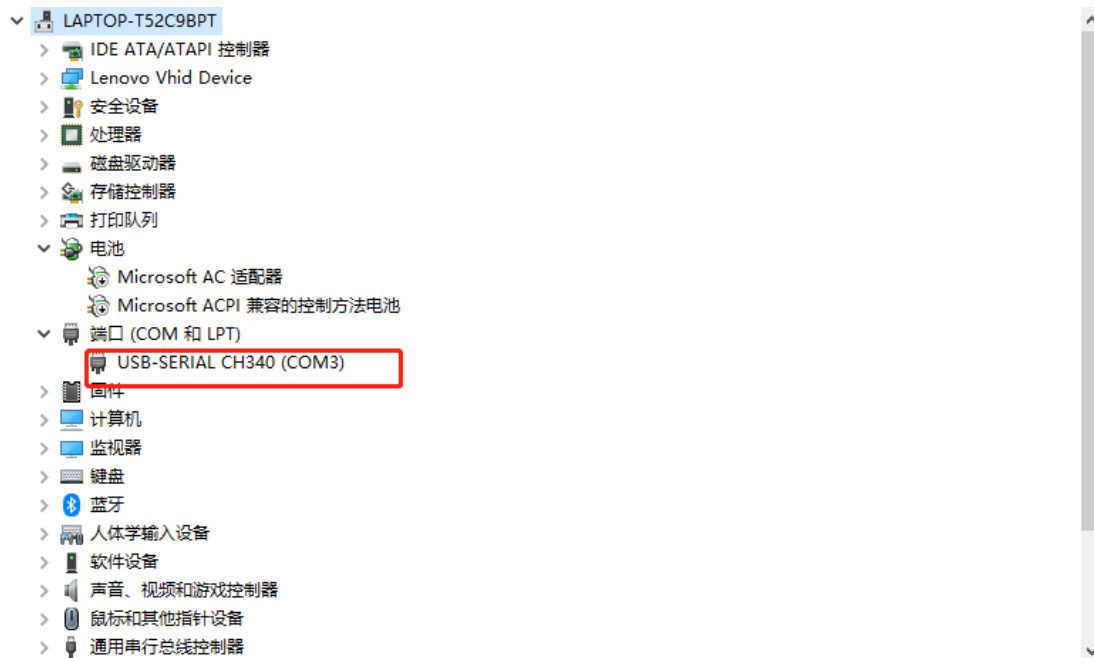 LAPTOP-T52C9BPT
IDE ATA/ATAPI 控制器
Lenovo Vhid Device
安全设备
处理器
磁盘驱动器
存储控制器
打印队列
电池
Microsoft AC 适配器
Microsoft ACPI 兼容的控制方法电池
端口 (COM 和 LPT)
USB-SERIAL CH340 (COM3)
固件
计算机
监视器
键盘
蓝牙
人体学输入设备
软件设备
声音、视频和游戏控制器
鼠标和其他指针设备
通用串行总线控制器